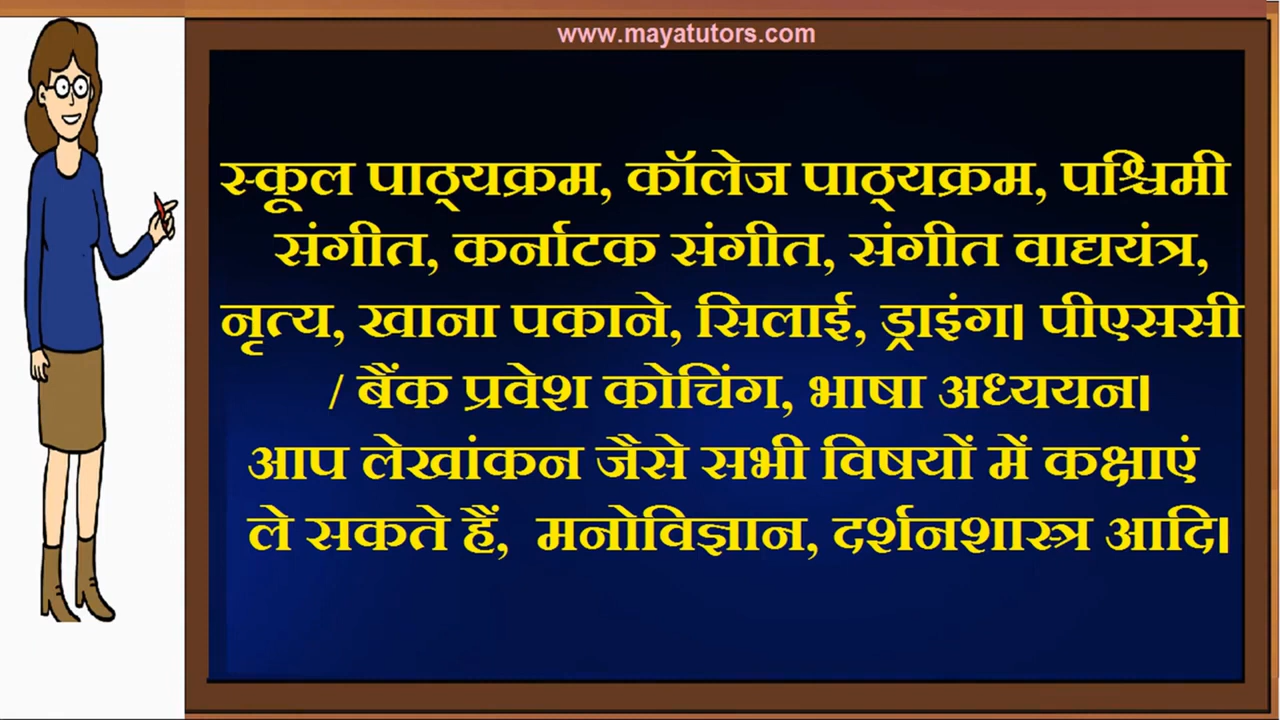 www.mayatutors.com
स्कूल पाठ्यक्रम, कॉलेज पाठ्यक्रम, पश्चिमी
संगीत, कर्नाटक संगीत, संगीत वाद्ययंत्र,
नृत्य, खाना पकाने, सिलाई, ड्राइंग। पीएससी
/ बैंक प्रवेश कोचिंग, भाषा अध्ययन।
आप लेखांकन जैसे सभी विषयों में कक्षाएं
ले सकते हैं, मनोविज्ञान, दर्शनशास्त्र आदि।